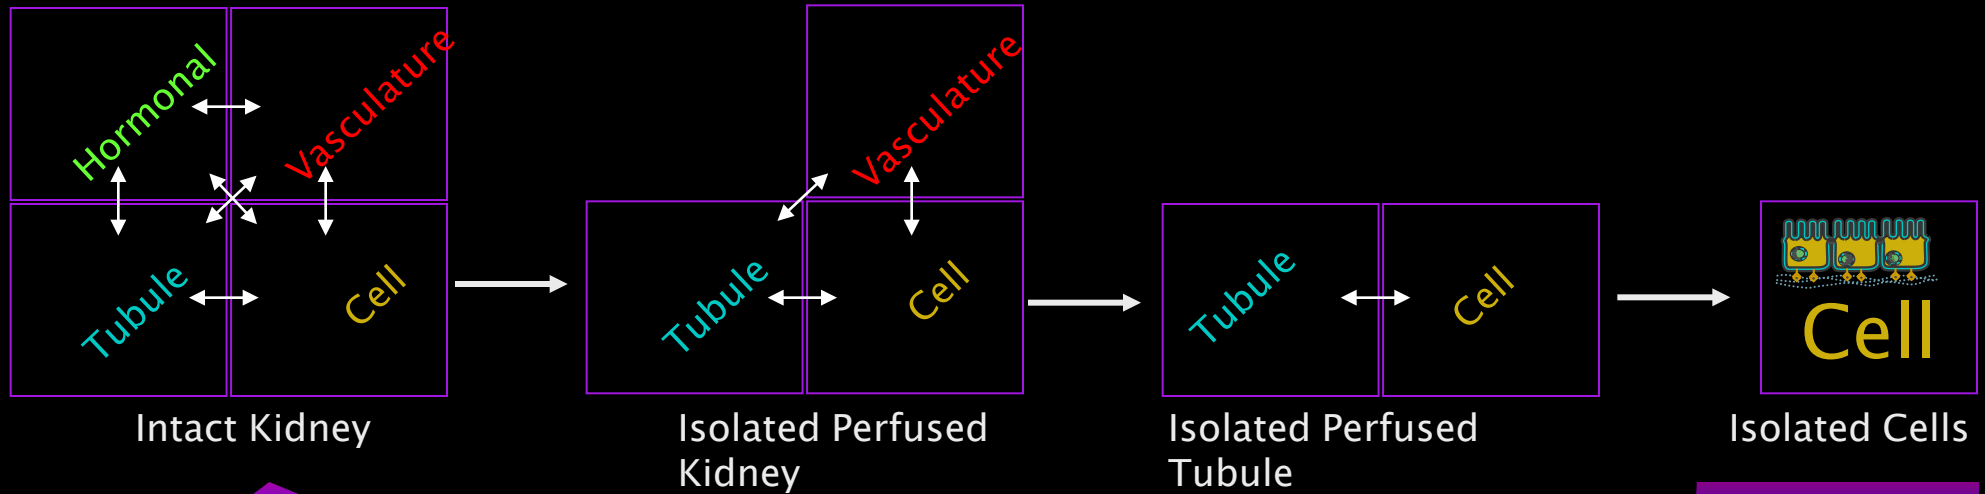 Hormonal
Vasculature
Tubule
Cell
Intact Kidney
Vasculature
Tubule
Cell
Isolated Perfused
Kidney
Tubule
Cell
Isolated Perfused
Tubule
Cell
Isolated Cells